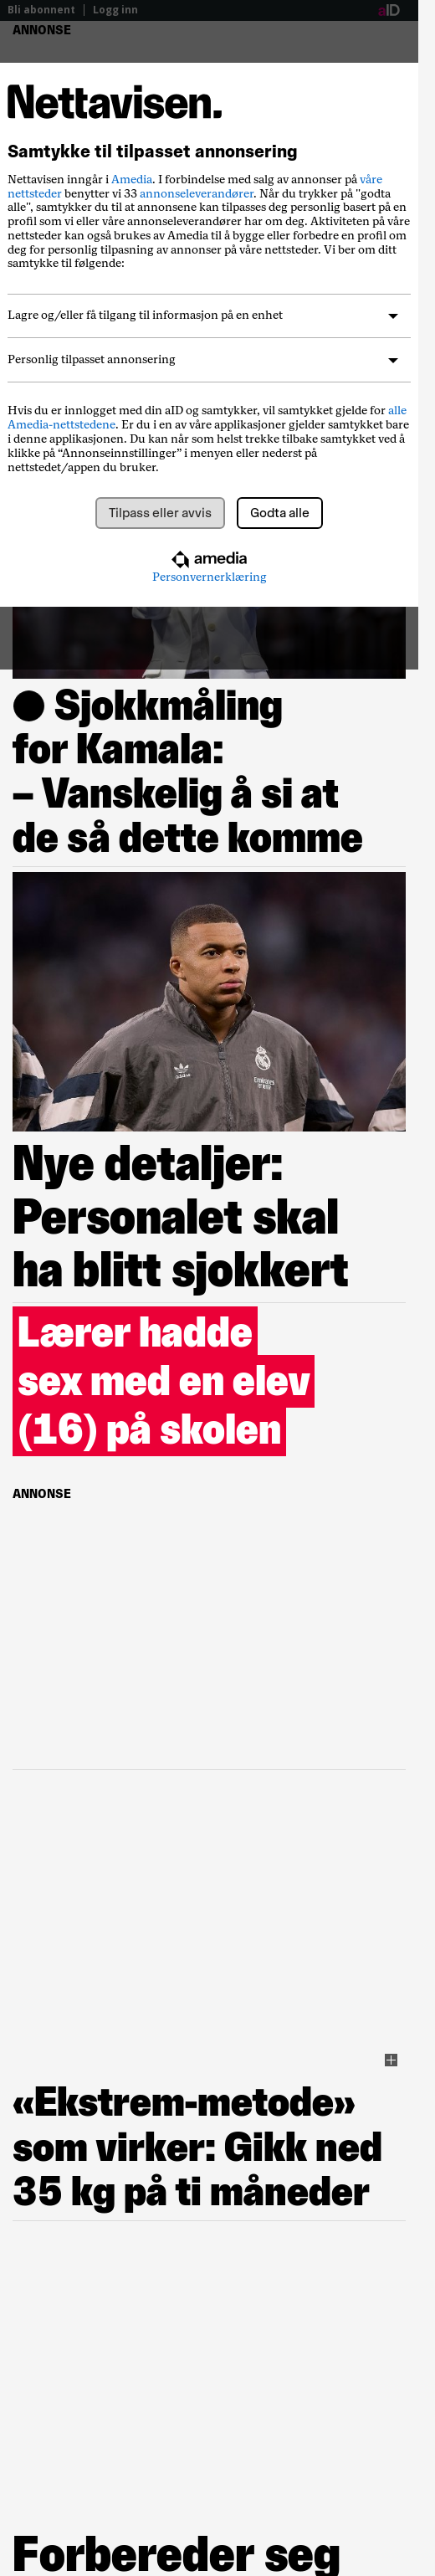 Bli abonnent | Logg inn aID
ANNONSE
Nettavisen.
Samtykke til tilpasset annonsering
Nettavisen inngår i Amedia. I forbindelse med salg av annonser på våre
nettsteder benytter vi 33 annonseleverandører. Når du trykker på "godta
alle", samtykker du til at annonsene kan tilpasses deg personlig basert på en
profil som vi eller våre annonseleverandører har om deg. Aktiviteten på våre
nettsteder kan også brukes av Amedia til å bygge eller forbedre en profil om
deg for personlig tilpasning av annonser på våre nettsteder. Vi ber om ditt
samtykke til følgende:
Lagre og/eller få tilgang til informasjon på en enhet
Personlig tilpasset annonsering
Hvis du er innlogget med din aID og samtykker, vil samtykket gjelde for alle
Amedia-nettstedene. Er du i en av våre applikasjoner gjelder samtykket bare
i denne applikasjonen. Du kan når som helst trekke tilbake samtykket ved å
klikke på “Annonseinnstillinger” i menyen eller nederst på
nettstedet/appen du bruker.
Tilpass eller avvis Godta alle
amedia
Personvernerklæring
● Sjokkmåling
for Kamala:
– Vanskelig å si at
de så dette komme
adidas
Emirates
Nye detaljer:
Personalet skal
ha blitt sjokkert
Lærer hadde
sex med en elev
(16) på skolen
ANNONSE
«Ekstrem-metode»
som virker: Gikk ned
35 kg på ti måneder
Forbereder seg